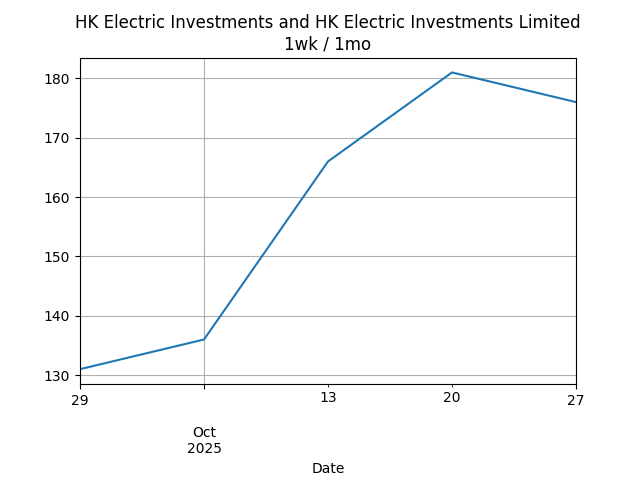 HK Electric Investments and HK Electric Investments Limited
1wk / 1mo
180
170
160
150
140
130
29
13
20
27
Oct
2025
Date